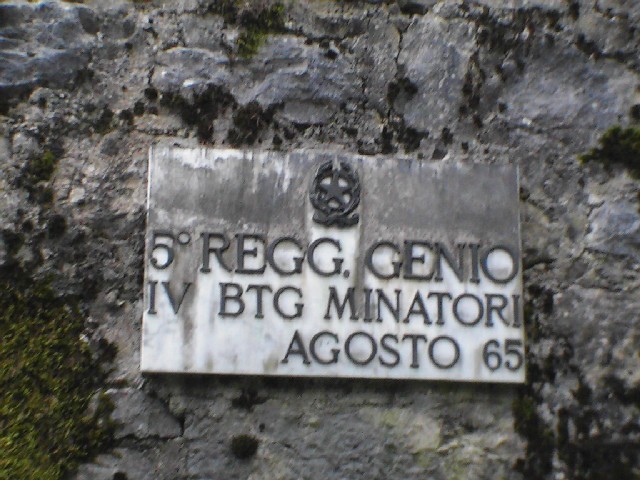 5° REGG. GENIO
IV BTG MINATORI
AGOSTO 65